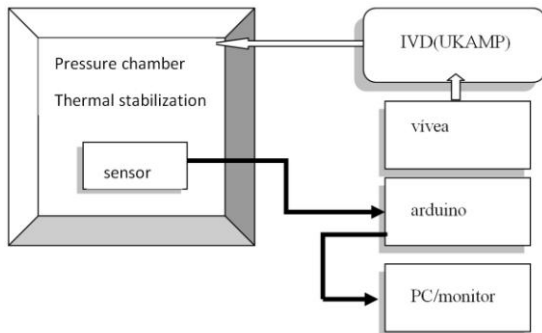 Pressure chamber
Thermal stabilization
sensor
IVD(UKAMP)
vívea
arduino
PC/monitor